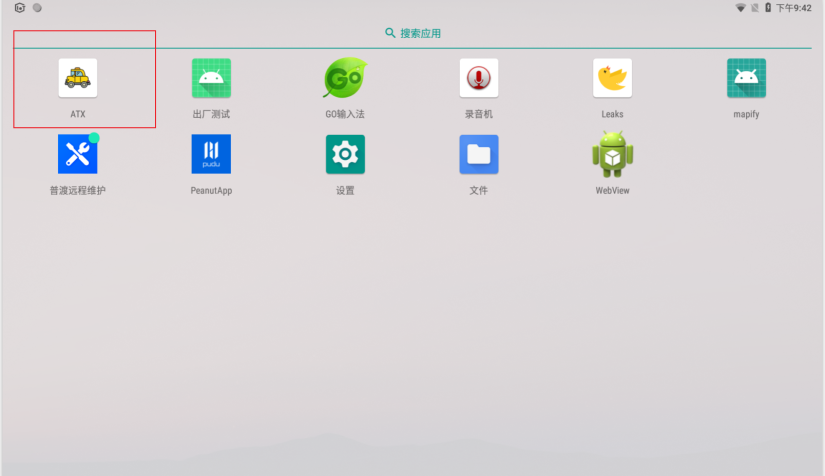 下午9:42
搜索应用
ATX
出厂测试
GO输入法
录音机
Leaks
mapify
普渡远程维护
PeanutApp
设置
文件
WebView
Go
pudu